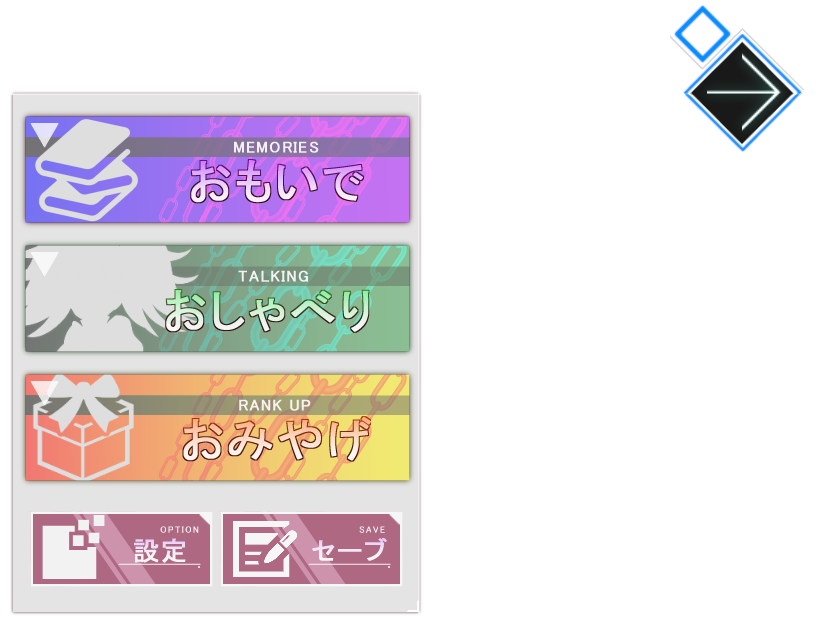 MEMORIES
おもいで
TALKING
おしゃべり
RANK UP
おみやげ
OPTION
設定
SAVE
セーブ